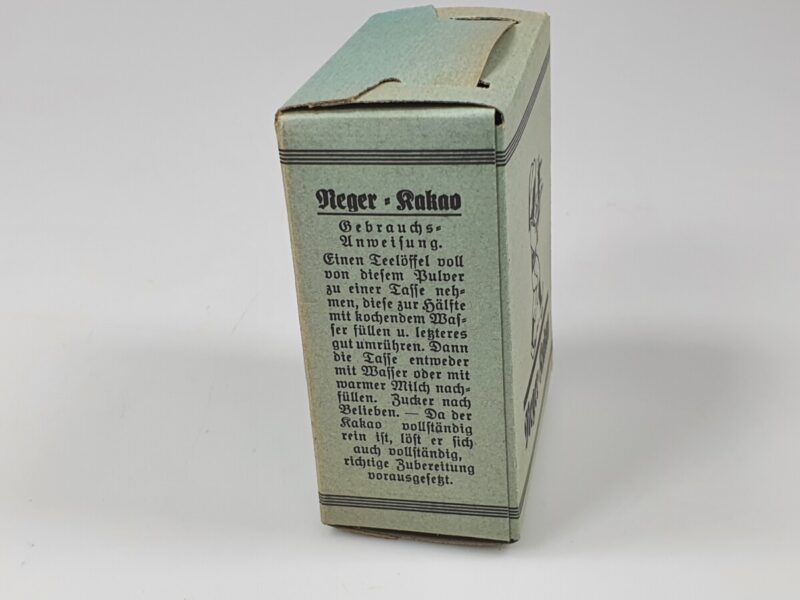 Neger-Kakao
Gebrauchs-
Anweisung.
Einen Teelöffel voll
von diesem Pulver
zu einer Tasse neh-
men, diese zur Hälfte
mit kochendem Was-
ser füllen u. letzteres
gut umrühren. Dann
die Tasse entweder
mit Wasser oder mit
warmer Milch nach-
füllen. Zucker nach
Belieben. — Da der
Kakao vollständig
rein ist, löst er sich
auch vollständig,
richtige Zubereitung
vorausgesetzt.
Neger-